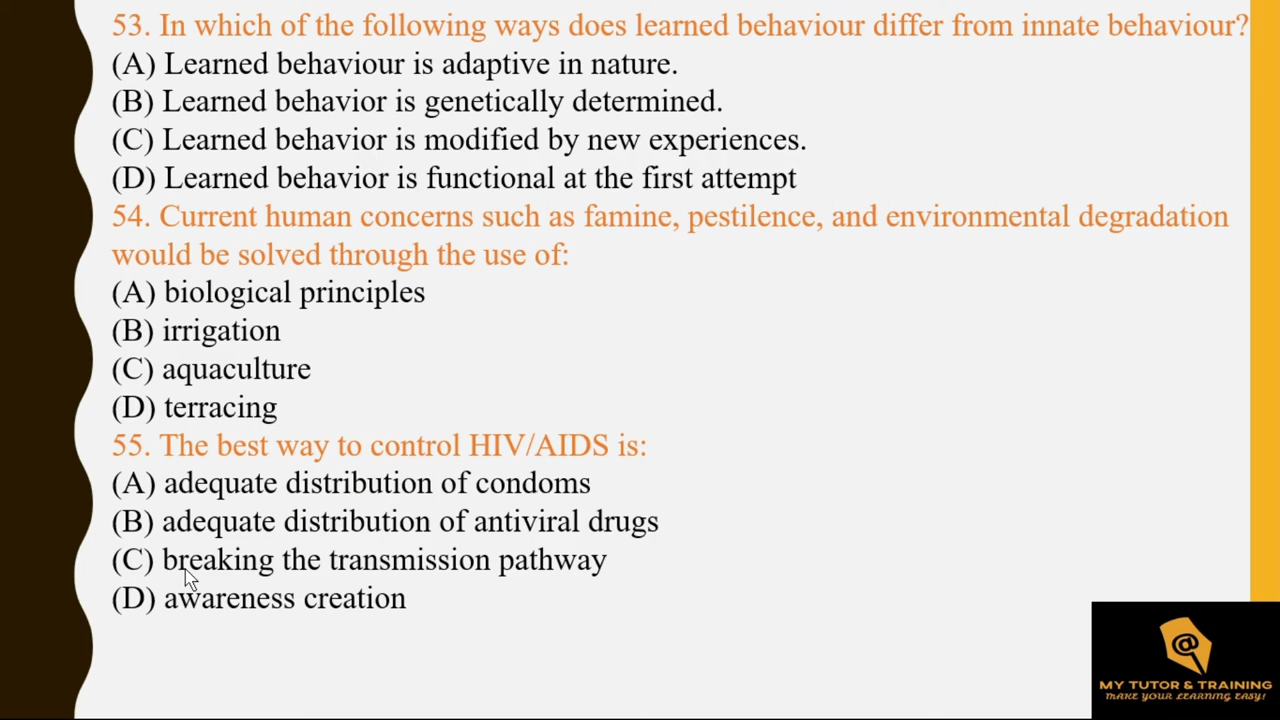 53. In which of the following ways does learned behaviour differ from innate behaviour?
(A) Learned behaviour is adaptive in nature.
(B) Learned behavior is genetically determined.
(C) Learned behavior is modified by new experiences.
(D) Learned behavior is functional at the first attempt
54. Current human concerns such as famine, pestilence, and environmental degradation
would be solved through the use of:
(A) biological principles
(B) irrigation
(C) aquaculture
(D) terracing
55. The best way to control HIV/AIDS is:
(A) adequate distribution of condoms
(B) adequate distribution of antiviral drugs
(C) breaking the transmission pathway
(D) awareness creation
@
MY TUTOR & TRAINING
MAKE YOUR LEARNING EASY!